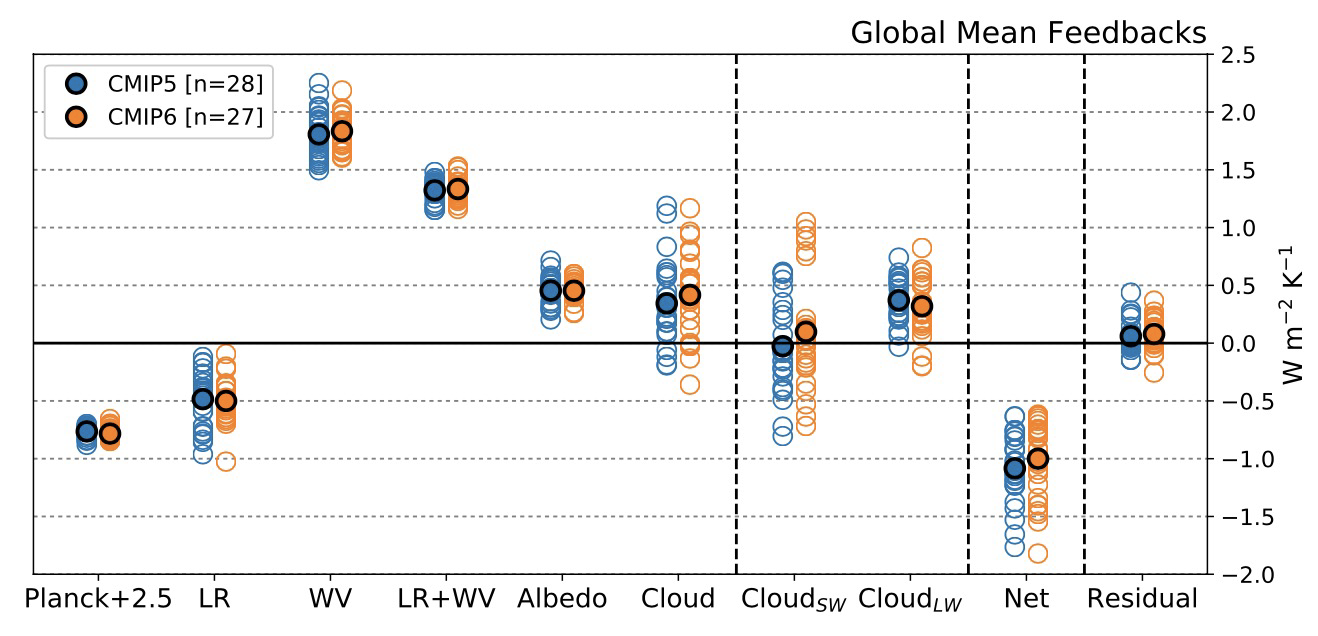 Global Mean Feedbacks
CMIP5 [n=28]
CMIP6 [n=27]
2.5
2.0
1.5
1.0
0.5
0.0
−0.5
−1.0
−1.5
−2.0
W m⁻² K⁻¹
Planck+2.5 LR WV LR+WV Albedo Cloud Cloud_SW Cloud_LW Net Residual